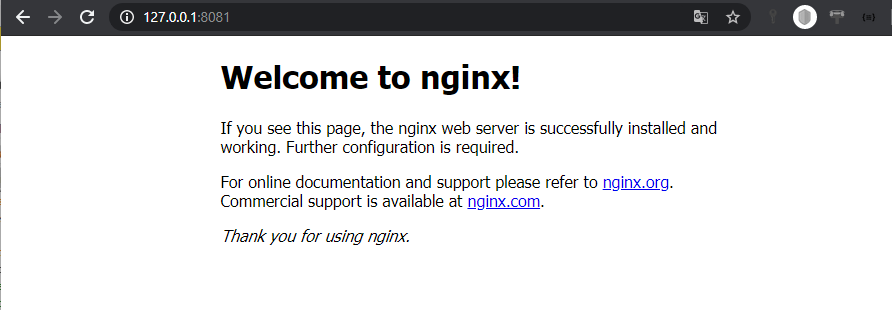 127.0.0.1:8081
Welcome to nginx!
If you see this page, the nginx web server is successfully installed and
working. Further configuration is required.
For online documentation and support please refer to nginx.org.
Commercial support is available at nginx.com.
Thank you for using nginx.